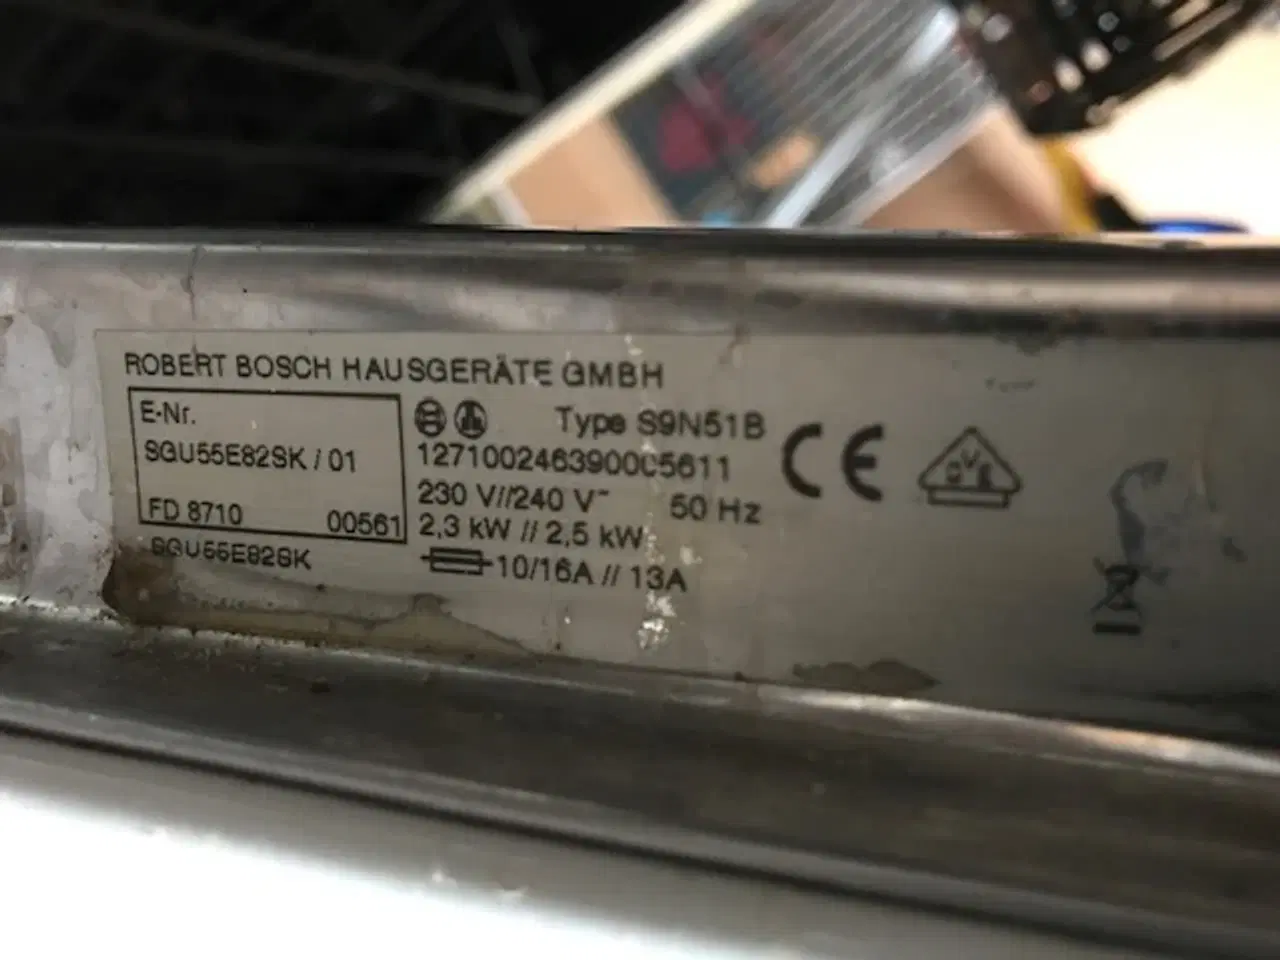 ROBERT BOSCH HAUSGERÄTE GMBH
E-Nr.
SGU55E82SK / 01
FD 8710 00561
SGU55E82SK
Type S9N51B
127100246390005611
230 V//240 V~ 50 Hz
2,3 kW // 2,5 kW
10/16A // 13A
CE
DVE